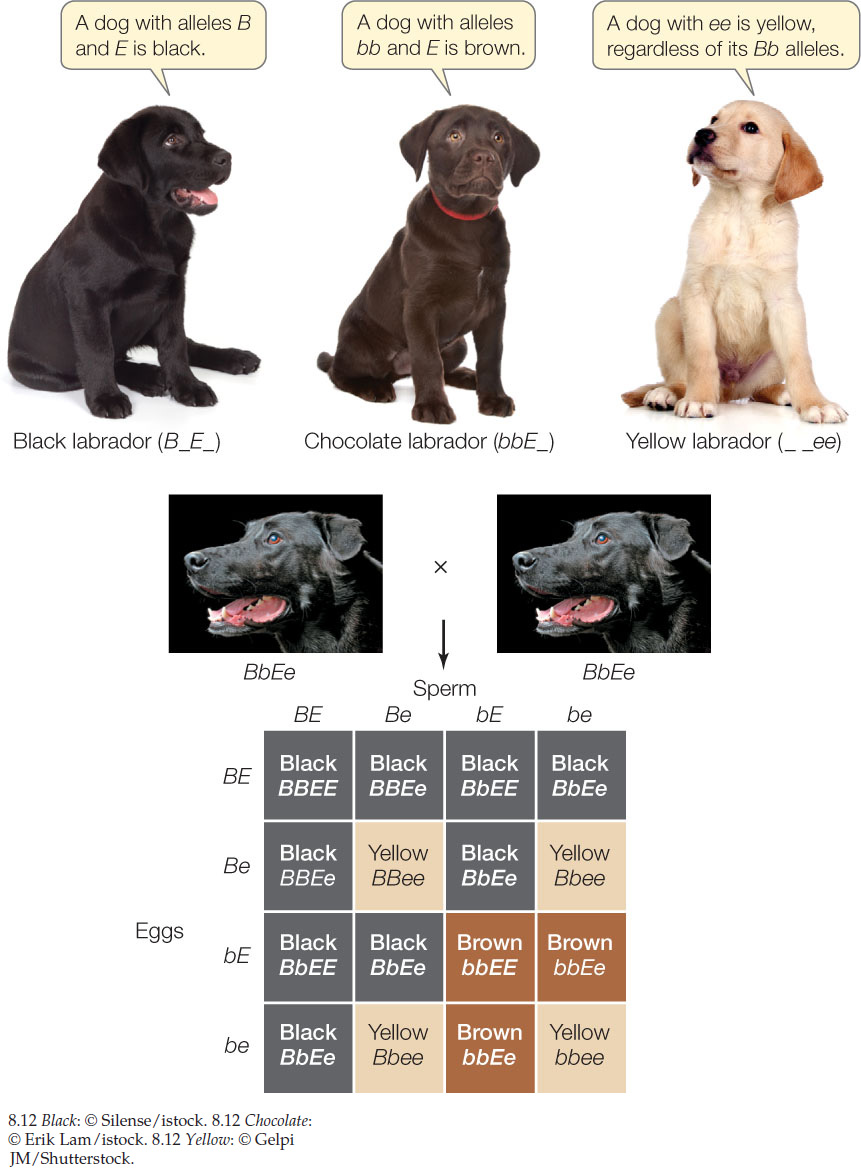 A dog with alleles B
and E is black.
A dog with alleles
bb and E is brown.
A dog with ee is yellow,
regardless of its Bb alleles.
Black labrador (B_E_)
Chocolate labrador (bbE_)
Yellow labrador (_ _ee)
×
BbEe
BbEe
Sperm
BE Be bE be
BE
Black Black Black Black
BBEE BBEe BbEE BbEe
Be
Black Yellow Black Yellow
BBEe BBee BbEe Bbee
Eggs
bE
Black Black Brown Brown
BbEE BbEe bbEE bbEe
be
Black Yellow Brown Yellow
BbEe Bbee bbEe bbee
8.12 Black: © Silense/istock. 8.12 Chocolate:
© Erik Lam/istock. 8.12 Yellow: © Gelpi
JM/Shutterstock.